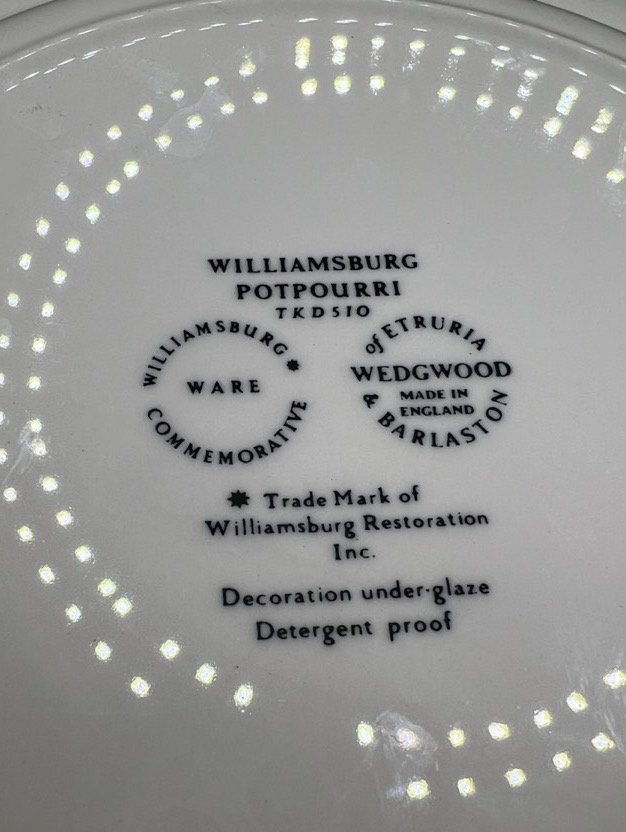 WILLIAMSBURG
POTPOURRI
TKD510
WILLIAMSBURG
WARE
COMMEMORATIVE
of ETRURIA
WEDGWOOD
MADE IN
ENGLAND
& BARLASTON
Trade Mark of
Williamsburg Restoration
Inc.
Decoration under-glaze
Detergent proof